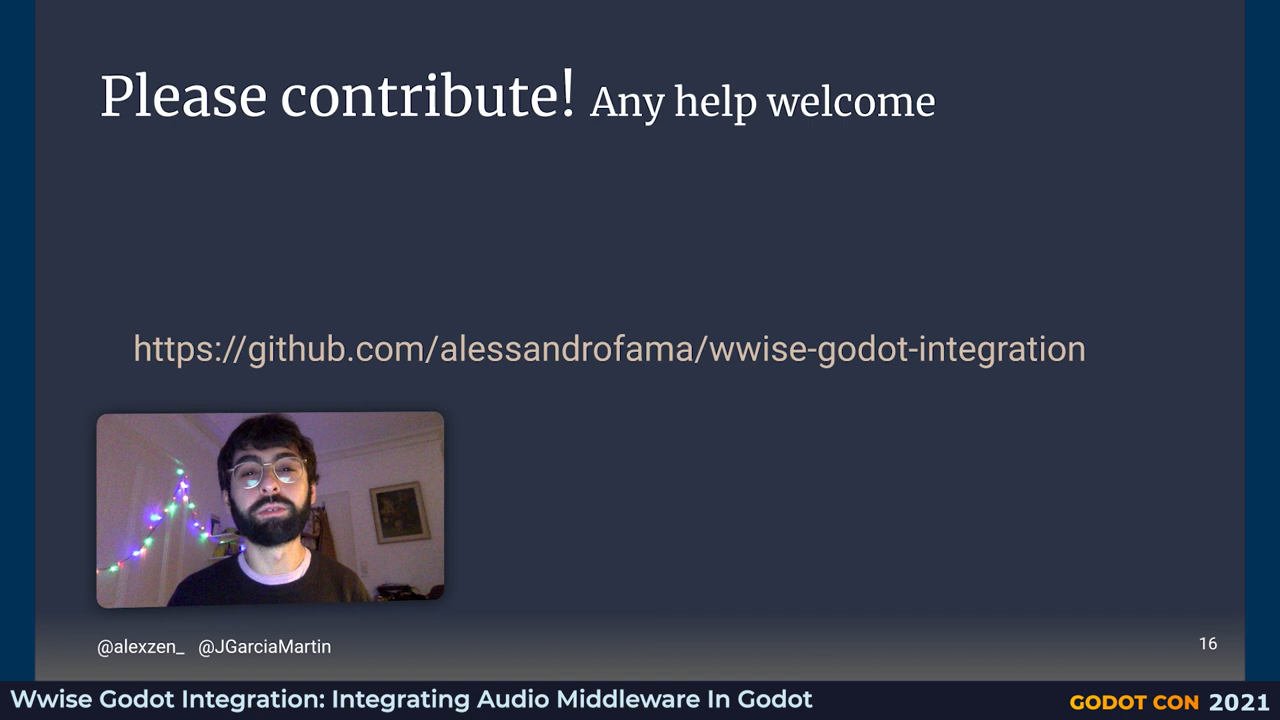 Please contribute! Any help welcome
https://github.com/alessandrofama/wwise-godot-integration
@alexzen_ @JGarciaMartin
16
Wwise Godot Integration: Integrating Audio Middleware In Godot
GODOT CON 2021